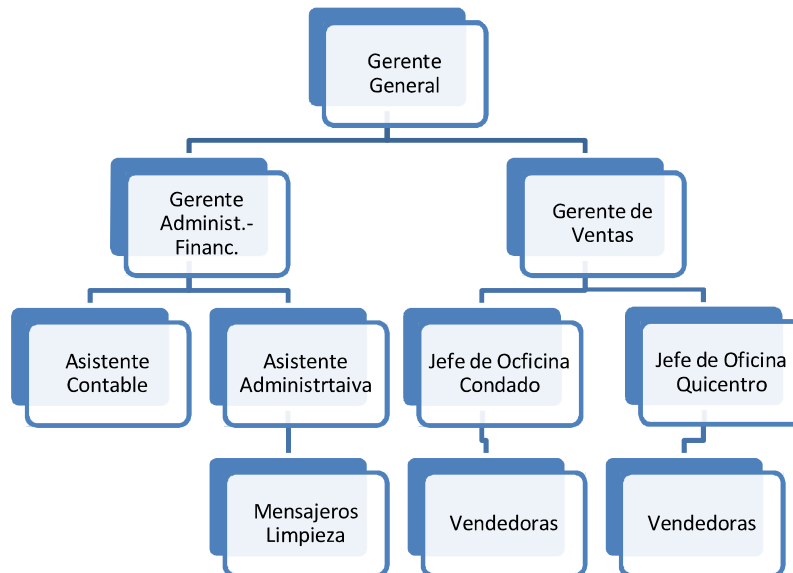 Gerente
General
Gerente
Administ.-
Financ.
Gerente de
Ventas
Asistente
Contable
Asistente
Administrtaiva
Jefe de Ocficina
Condado
Jefe de Oficina
Quicentro
Mensajeros
Limpieza
Vendedoras
Vendedoras